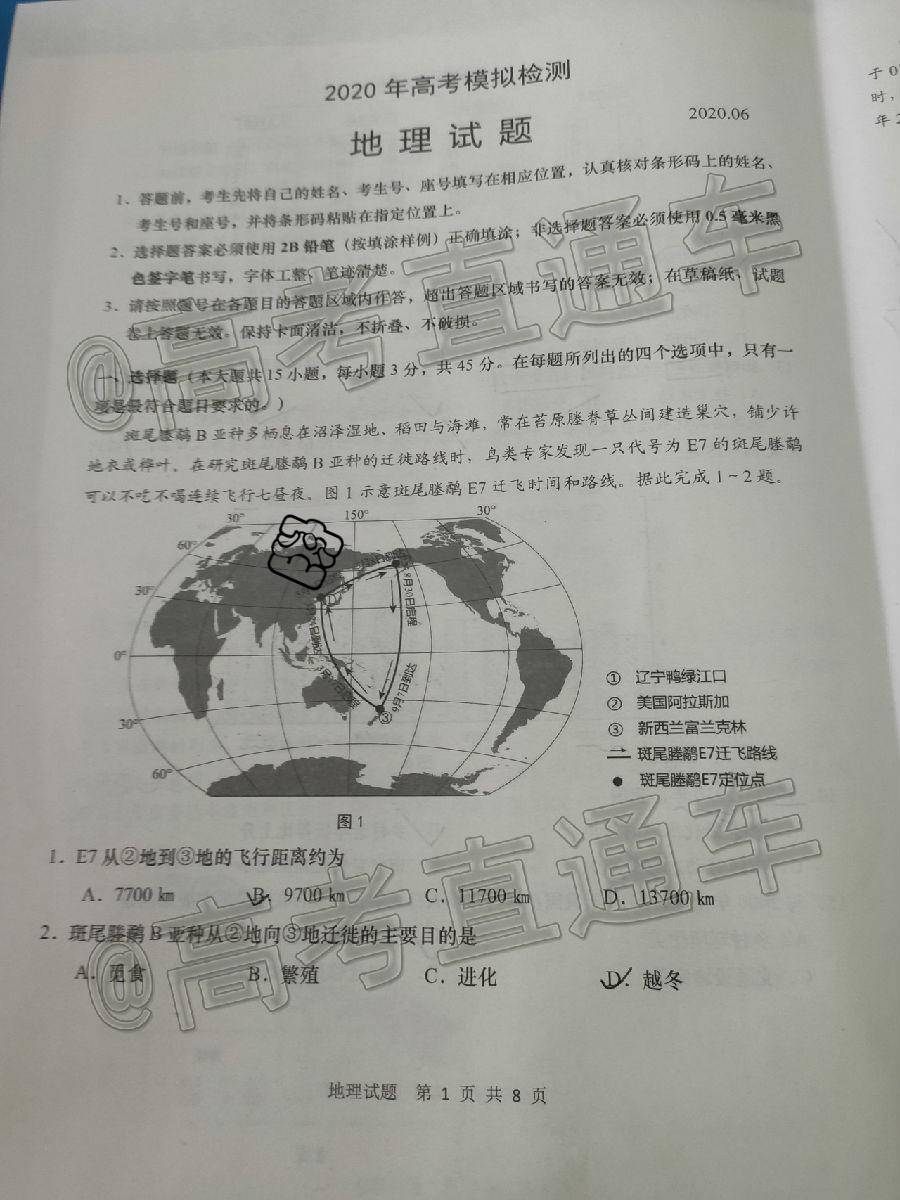 2020 年高考模拟检测
地理试题
2020.06
1、答题前，考生先将自己的姓名、考生号、座号填写在相应位置，认真核对条形码上的姓名、
考生号和座号，并将条形码粘贴在指定位置上。
2、选择题答案必须使用 2B 铅笔（按填涂样例）正确填涂；非选择题答案必须使用 0.5 毫米黑
色签字笔书写，字体工整、笔迹清楚。
3、请按照题号在各题目的答题区域内作答，超出答题区域书写的答案无效；在草稿纸、试题
卷上答题无效。保持卡面清洁，不折叠、不破损。
一、选择题（本大题共 15 小题，每小题 3 分，共 45 分。在每题所列出的四个选项中，只有一
项是最符合题目要求的。）
斑尾塍鹬 B 亚种多栖息在沼泽湿地、稻田与海滩，常在苔原塍脊草丛间建造巢穴，铺少许
地衣或桦叶。在研究斑尾塍鹬 B 亚种的迁徙路线时，鸟类专家发现一只代号为 E7 的斑尾塍鹬
可以不吃不喝连续飞行七昼夜。图 1 示意斑尾塍鹬 E7 迁飞时间和路线。据此完成 1～2 题。
30° 150° 30°
60°
30°
0°
30°
60°
8月30日启程
9月7日到达
③
① 辽宁鸭绿江口
② 美国阿拉斯加
③ 新西兰富兰克林
斑尾塍鹬E7迁飞路线
斑尾塍鹬E7定位点
图 1
1．E7 从②地到③地的飞行距离约为
A．7700 km B．9700 km C．11700 km D．13700 km
2．斑尾塍鹬 B 亚种从②地向③地迁徙的主要目的是
A．觅食 B．繁殖 C．进化 D．越冬
地理试题 第 1 页 共 8 页
于 0
时，
年 2
@高考直通车
@高考直通车